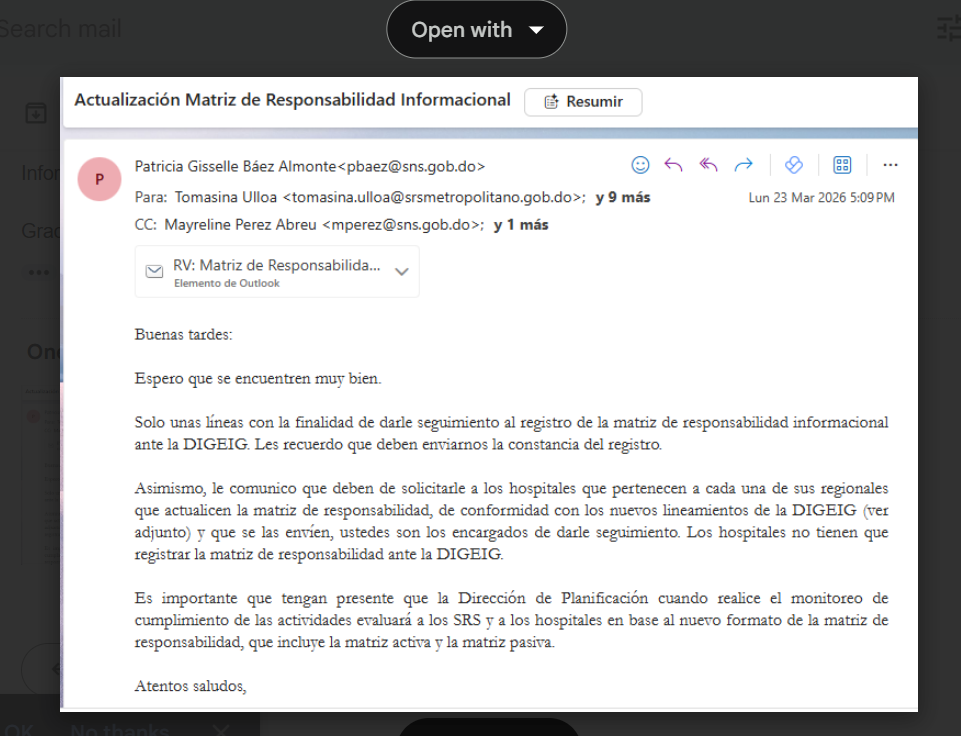 Search mail
Open with
Actualización Matriz de Responsabilidad Informacional
Resumir
P
Patricia Gisselle Báez Almonte<pbaez@sns.gob.do>
Para: Tomasina Ulloa <tomasina.ulloa@srsmetropolitano.gob.do>; y 9 más
Lun 23 Mar 2026 5:09 PM
CC: Mayreline Perez Abreu <mperez@sns.gob.do>; y 1 más
RV: Matriz de Responsabilida...
Elemento de Outlook
Buenas tardes:
Espero que se encuentren muy bien.
Solo unas líneas con la finalidad de darle seguimiento al registro de la matriz de responsabilidad informacional
ante la DIGEIG. Les recuerdo que deben enviarnos la constancia del registro.
Asimismo, le comunico que deben de solicitarle a los hospitales que pertenecen a cada una de sus regionales
que actualicen la matriz de responsabilidad, de conformidad con los nuevos lineamientos de la DIGEIG (ver
adjunto) y que se las envíen, ustedes son los encargados de darle seguimiento. Los hospitales no tienen que
registrar la matriz de responsabilidad ante la DIGEIG.
Es importante que tengan presente que la Dirección de Planificación cuando realice el monitoreo de
cumplimiento de las actividades evaluará a los SRS y a los hospitales en base al nuevo formato de la matriz de
responsabilidad, que incluye la matriz activa y la matriz pasiva.
Atentos saludos,
OK No thanks